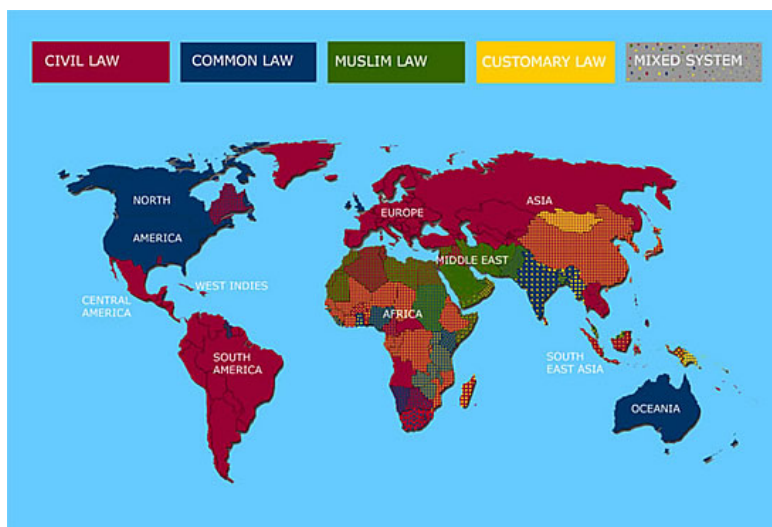 CIVIL LAW
COMMON LAW
MUSLIM LAW
CUSTOMARY LAW
MIXED SYSTEM
NORTH
AMERICA
EUROPE
ASIA
MIDDLE EAST
WEST INDIES
CENTRAL
AMERICA
AFRICA
SOUTH
AMERICA
SOUTH
EAST ASIA
OCEANIA